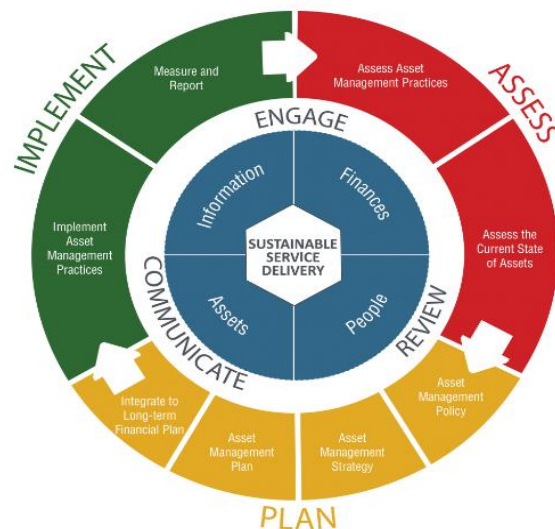 IMPLEMENT
Measure and
Report
Implement
Asset
Management
Practices
ASSESS
Assess Asset
Management Practices
Assess the
Current State
of Assets
ENGAGE
Information
Finances
SUSTAINABLE
SERVICE
DELIVERY
Assets
People
COMMUNICATE
REVIEW
Integrate to
Long-term
Financial Plan
Asset
Management
Plan
Asset
Management
Strategy
Asset
Management
Policy
PLAN